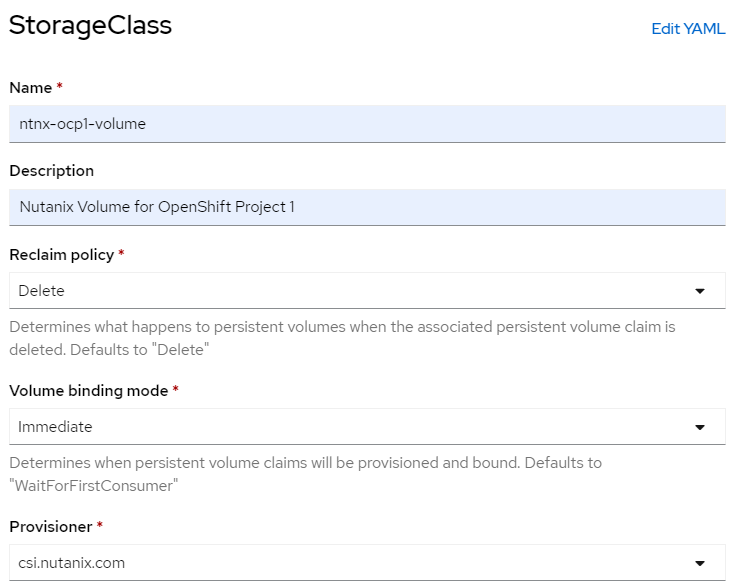 StorageClass
Edit YAML
Name *
ntnx-ocp1-volume
Description
Nutanix Volume for OpenShift Project 1
Reclaim policy *
Delete
Determines what happens to persistent volumes when the associated persistent volume claim is
deleted. Defaults to "Delete"
Volume binding mode *
Immediate
Determines when persistent volume claims will be provisioned and bound. Defaults to
"WaitForFirstConsumer"
Provisioner *
csi.nutanix.com